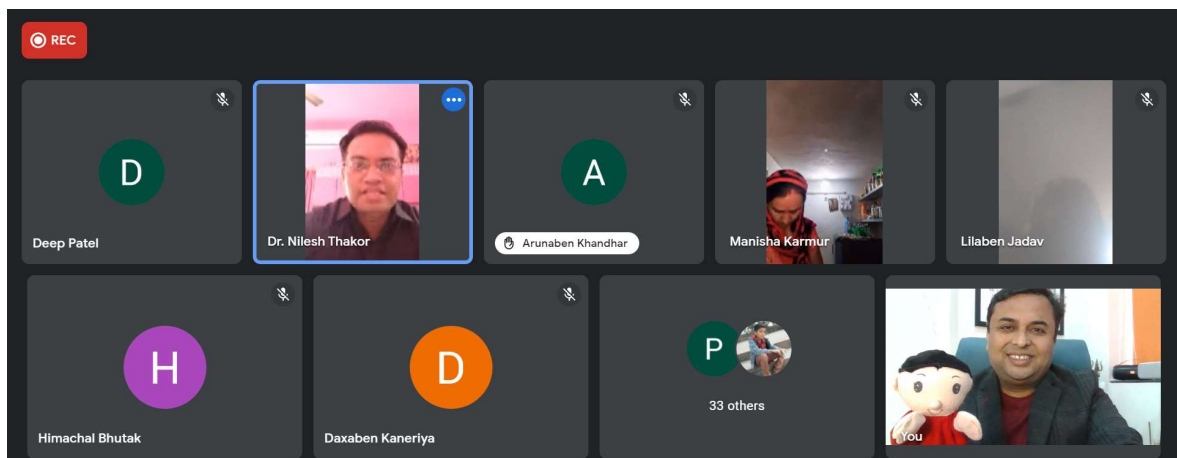 REC
D
Deep Patel
Dr. Nilesh Thakor
A
Arunaben Khandhar
Manisha Karmur
Lilaben Jadav
H
Himachal Bhutak
D
Daxaben Kaneriya
P
33 others
You